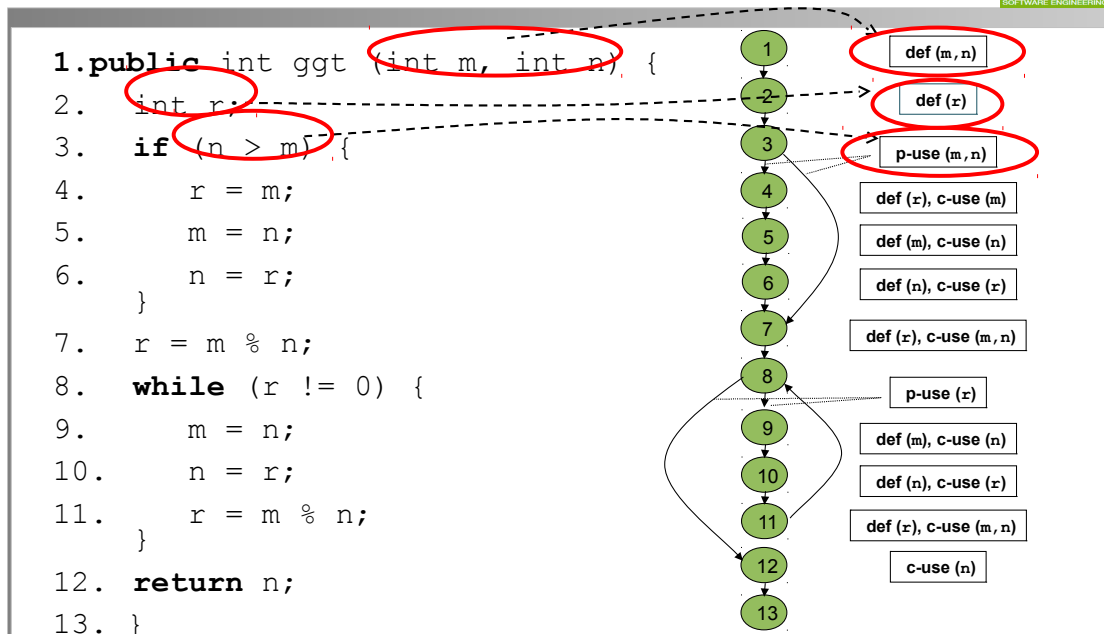 SOFTWARE ENGINEERING
1.public int ggt (int m, int n) {
2. int r;
3. if (n > m) {
4. r = m;
5. m = n;
6. n = r;
}
7. r = m % n;
8. while (r != 0) {
9. m = n;
10. n = r;
11. r = m % n;
}
12. return n;
13. }
1
2
3
4
5
6
7
8
9
10
11
12
13
def (m,n)
def (r)
p-use (m,n)
def (r), c-use (m)
def (m), c-use (n)
def (n), c-use (r)
def (r), c-use (m,n)
p-use (r)
def (m), c-use (n)
def (n), c-use (r)
def (r), c-use (m,n)
c-use (n)